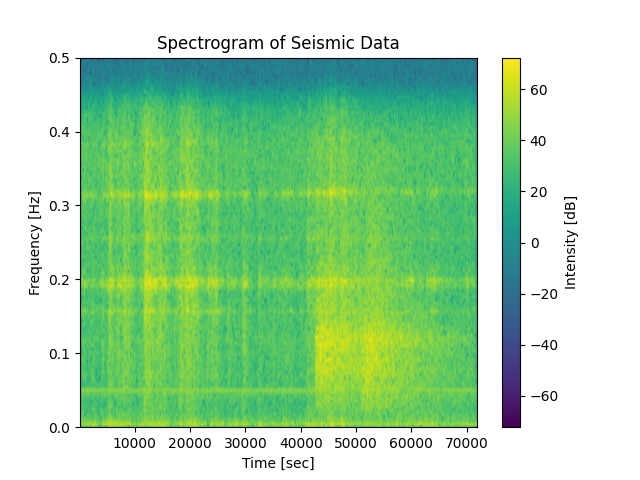 Spectrogram of Seismic Data
0.5
0.4
0.3
0.2
0.1
0.0
Frequency [Hz]
10000 20000 30000 40000 50000 60000 70000
Time [sec]
60
40
20
0
−20
−40
−60
Intensity [dB]